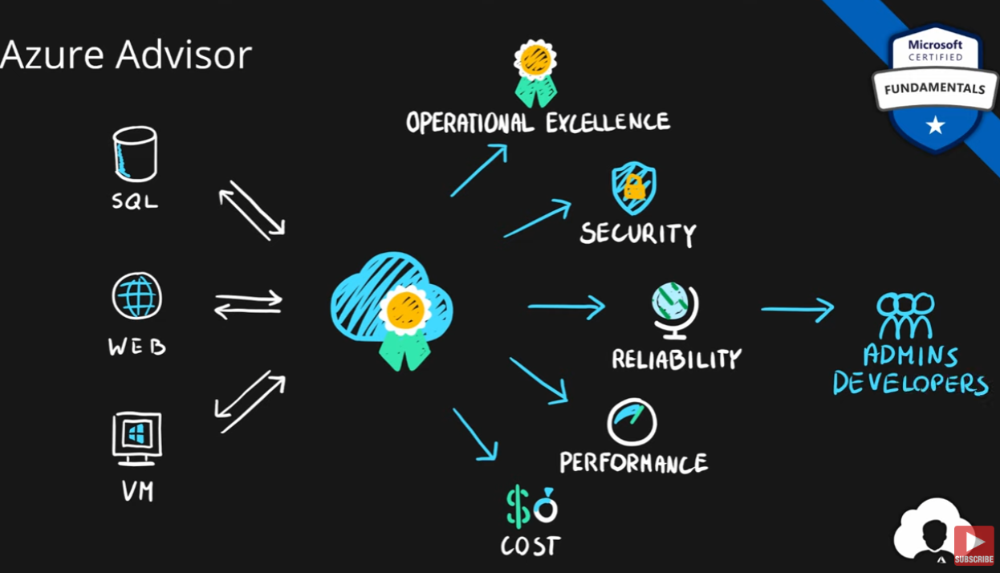 Azure Advisor
Microsoft
CERTIFIED
FUNDAMENTALS
OPERATIONAL EXCELLENCE
SQL
SECURITY
WEB
RELIABILITY
ADMINS
DEVELOPERS
VM
PERFORMANCE
$
COST
SUBSCRIBE